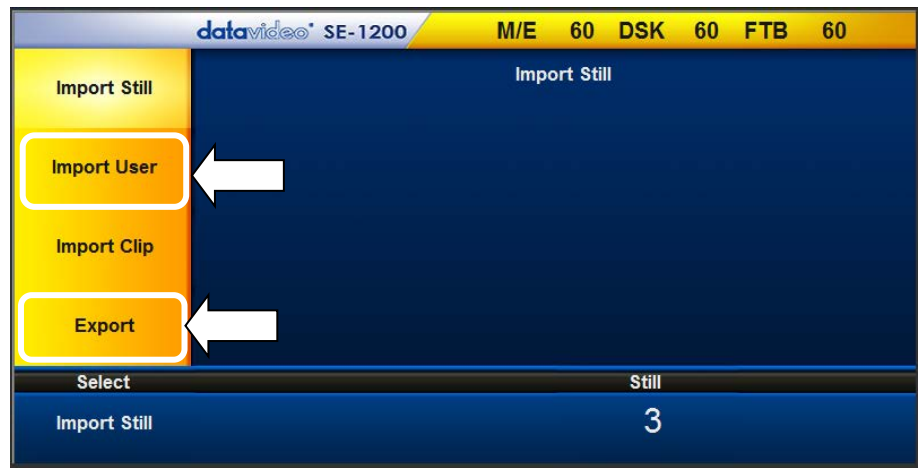 datavideo SE-1200 M/E 60 DSK 60 FTB 60
Import Still
Import Still
Import User
Import Clip
Export
Select Still
Import Still 3